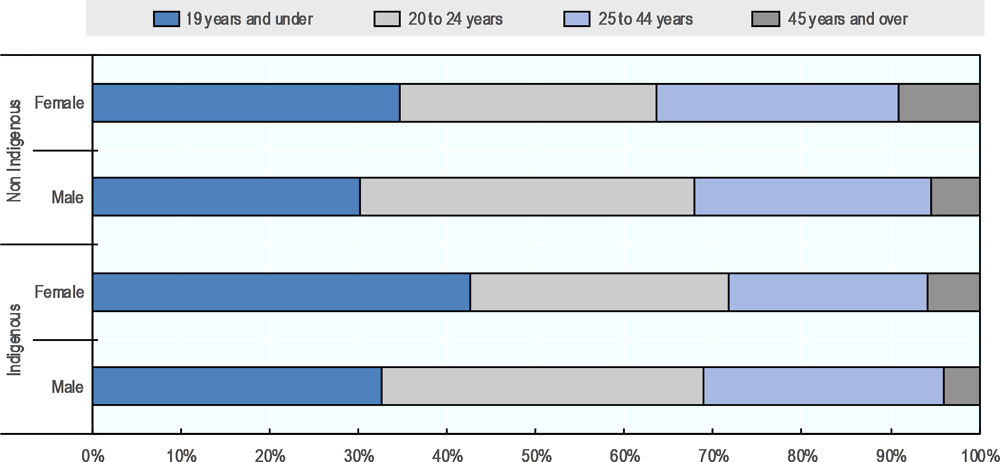 19 years and under 20 to 24 years 25 to 44 years 45 years and over
Non Indigenous
Female
Male
Indigenous
Female
Male
0% 10% 20% 30% 40% 50% 60% 70% 80% 90% 100%